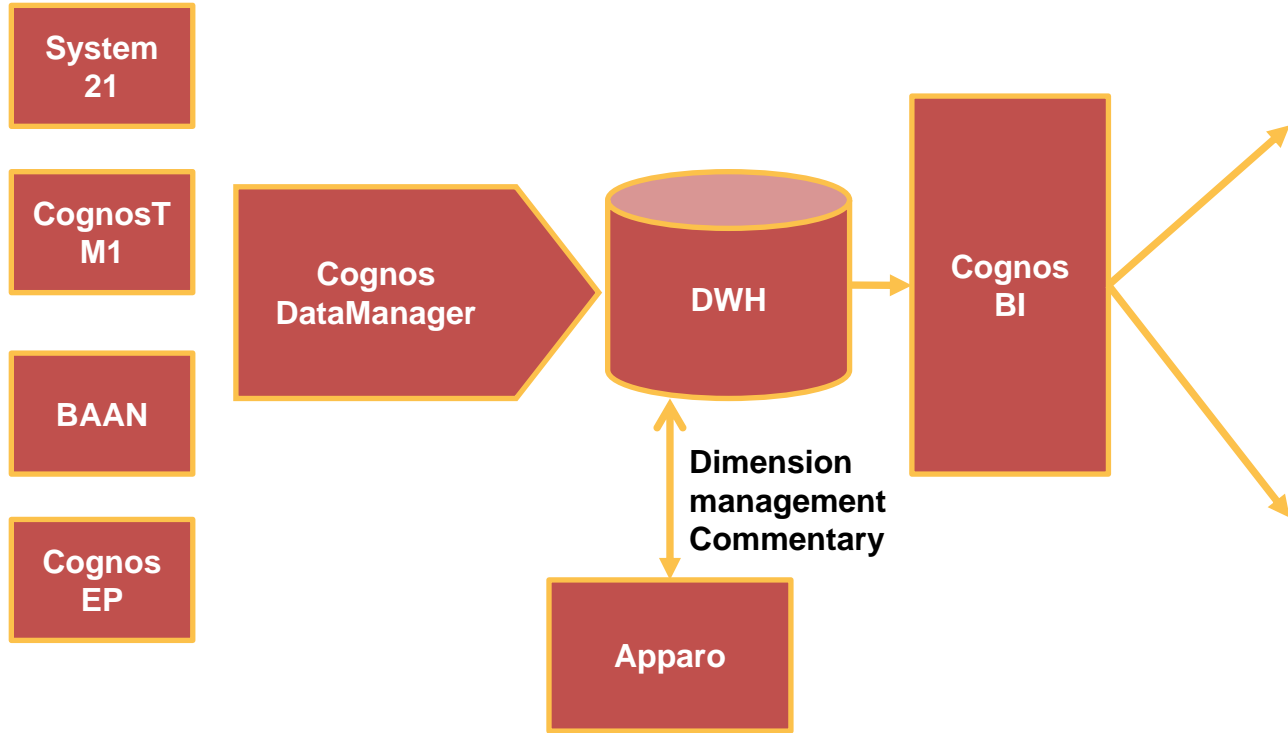 System
21
CognosT
M1
BAAN
Cognos
EP
Cognos
DataManager
DWH
Cognos
BI
Dimension
management
Commentary
Apparo